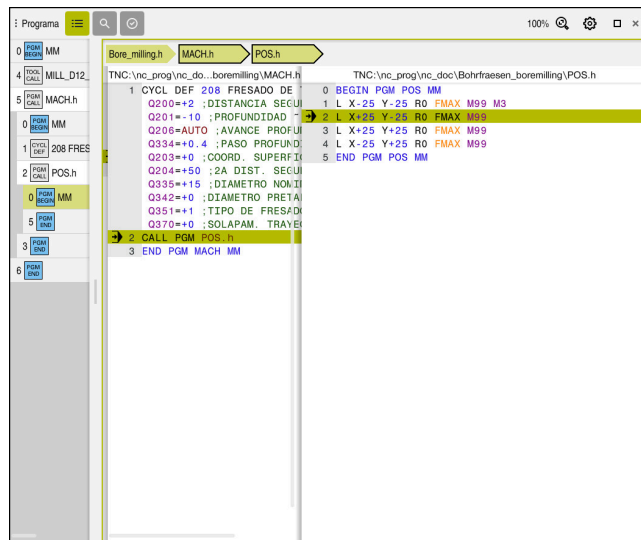 Programa
100%
0 PGM BEGIN MM
4 TOOL CALL MILL_D12_
5 PGM CALL MACH.h
0 PGM BEGIN MM
1 CYCL DEF 208 FRES
2 PGM CALL POS.h
0 PGM BEGIN MM
5 PGM END
3 PGM END
6 PGM END
Bore_milling.h MACH.h POS.h
TNC:\nc_prog\nc_do...boremilling\MACH.h
1 CYCL DEF 208 FRESADO DE
Q200=+2 ;DISTANCIA SEGU
Q201=-10 ;PROFUNDIDAD
Q206=AUTO ;AVANCE PROFU
Q334=+0.4 ;PASO PROFUND
Q203=+0 ;COORD. SUPERFI
Q204=+50 ;2A DIST. SEGU
Q335=+15 ;DIAMETRO NOMI
Q342=+0 ;DIAMETRO PRETA
Q351=+1 ;TIPO DE FRESADO
Q370=+0 ;SOLAPAM. TRAYEC
2 CALL PGM POS.h
3 END PGM MACH MM
TNC:\nc_prog\nc_doc\Bohrfraesen_boremilling\POS.h
0 BEGIN PGM POS MM
1 L X-25 Y-25 R0 FMAX M99 M3
2 L X+25 Y-25 R0 FMAX M99
3 L X+25 Y+25 R0 FMAX M99
4 L X-25 Y+25 R0 FMAX M99
5 END PGM POS MM